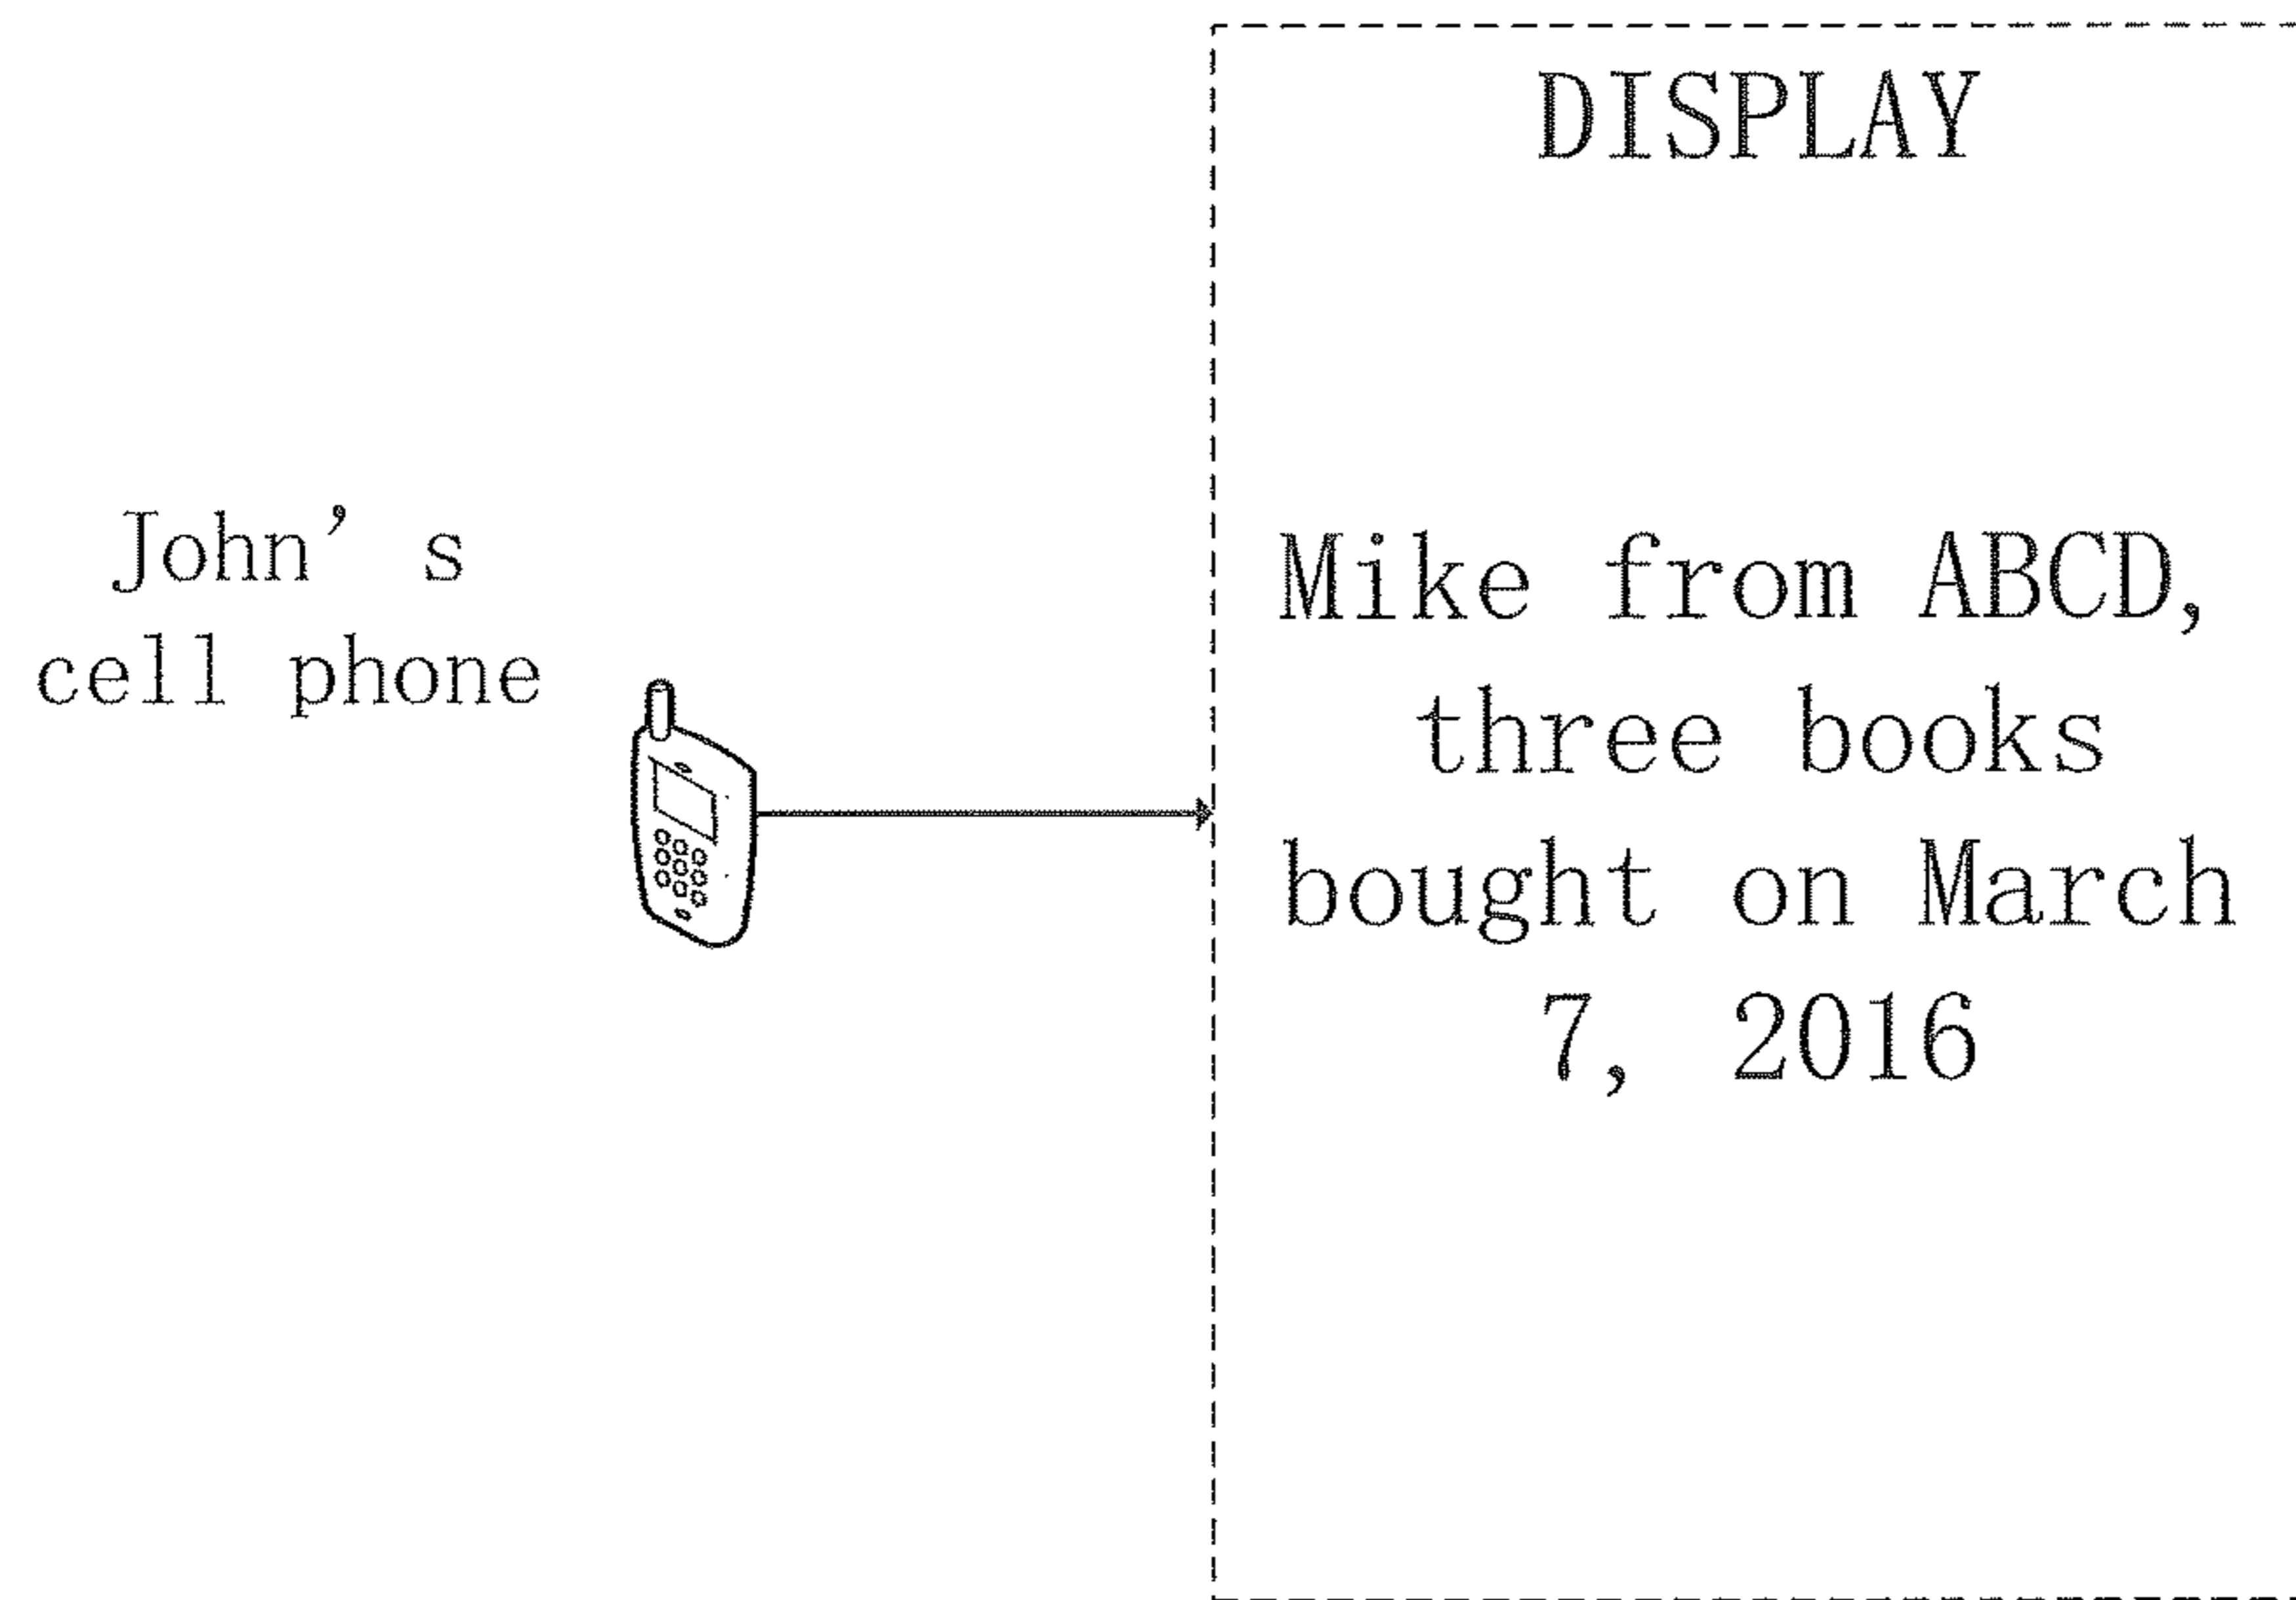 John's
cell phone
DISPLAY
Mike from ABCD,
three books
bought on March
7, 2016